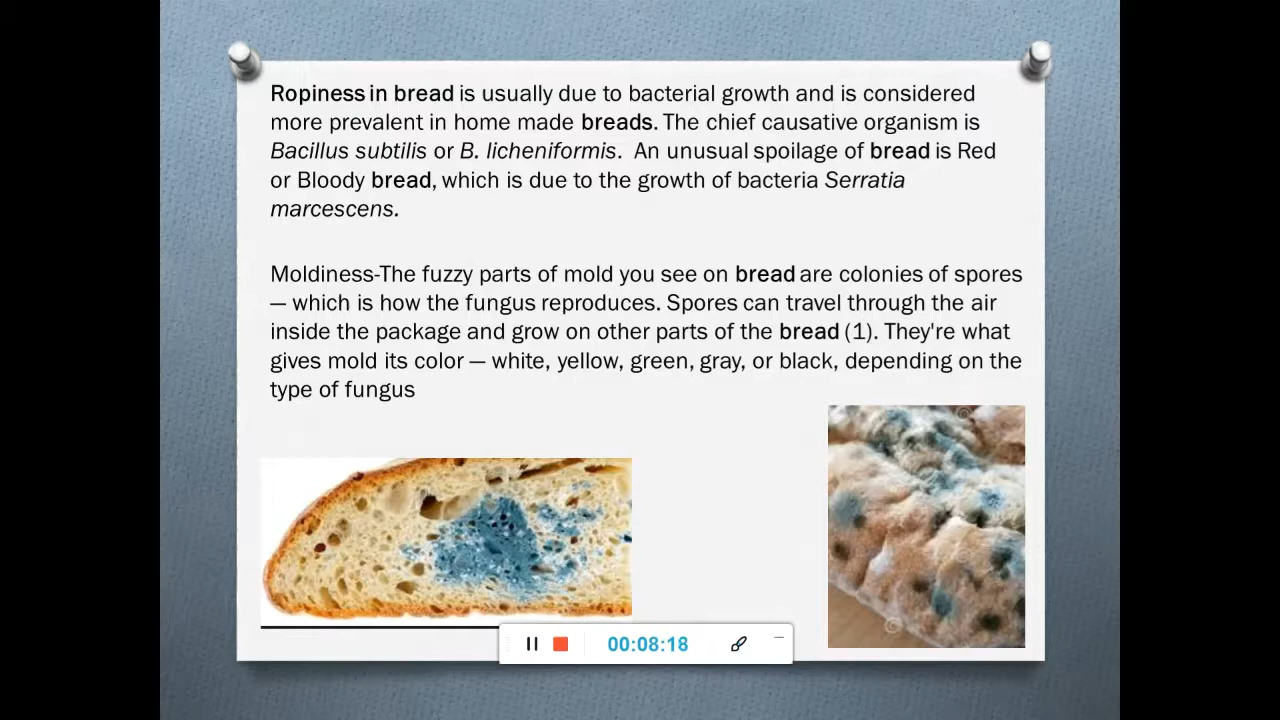 Ropiness in bread is usually due to bacterial growth and is considered
more prevalent in home made breads. The chief causative organism is
Bacillus subtilis or B. licheniformis.  An unusual spoilage of bread is Red
or Bloody bread, which is due to the growth of bacteria Serratia
marcescens.
Moldiness-The fuzzy parts of mold you see on bread are colonies of spores
— which is how the fungus reproduces. Spores can travel through the air
inside the package and grow on other parts of the bread (1). They're what
gives mold its color — white, yellow, green, gray, or black, depending on the
type of fungus
00:08:18